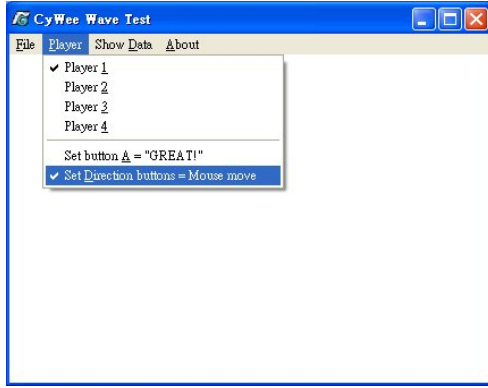 CyWee Wave Test
File Player Show Data About
Player 1
Player 2
Player 3
Player 4
Set button A = "GREAT!"
Set Direction buttons = Mouse move